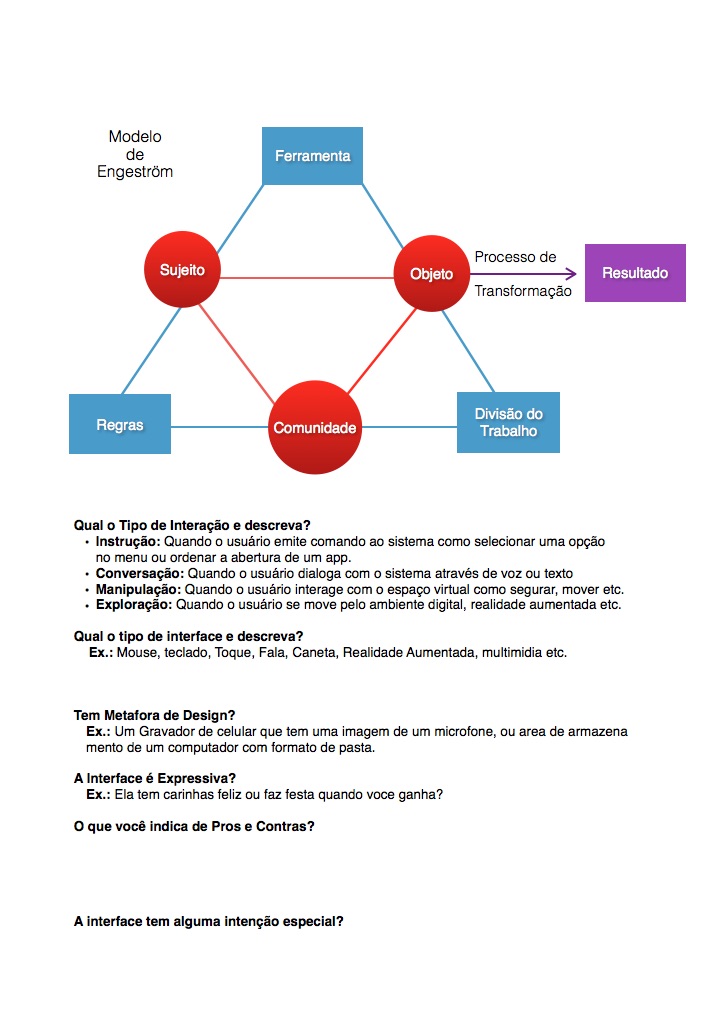 Modelo
de
Engeström
Ferramenta
Sujeito
Objeto
Processo de
Transformação
Resultado
Regras
Comunidade
Divisão do
Trabalho
Qual o Tipo de Interação e descreva?
• Instrução: Quando o usuário emite comando ao sistema como selecionar uma opção
no menu ou ordenar a abertura de um app.
• Conversação: Quando o usuário dialoga com o sistema através de voz ou texto
• Manipulação: Quando o usuário interage com o espaço virtual como segurar, mover etc.
• Exploração: Quando o usuário se move pelo ambiente digital, realidade aumentada etc.
Qual o tipo de interface e descreva?
Ex.: Mouse, teclado, Toque, Fala, Caneta, Realidade Aumentada, multimidia etc.
Tem Metafora de Design?
Ex.: Um Gravador de celular que tem uma imagem de um microfone, ou area de armazena
mento de um computador com formato de pasta.
A Interface é Expressiva?
Ex.: Ela tem carinhas feliz ou faz festa quando voce ganha?
O que você indica de Pros e Contras?
A interface tem alguma intenção especial?